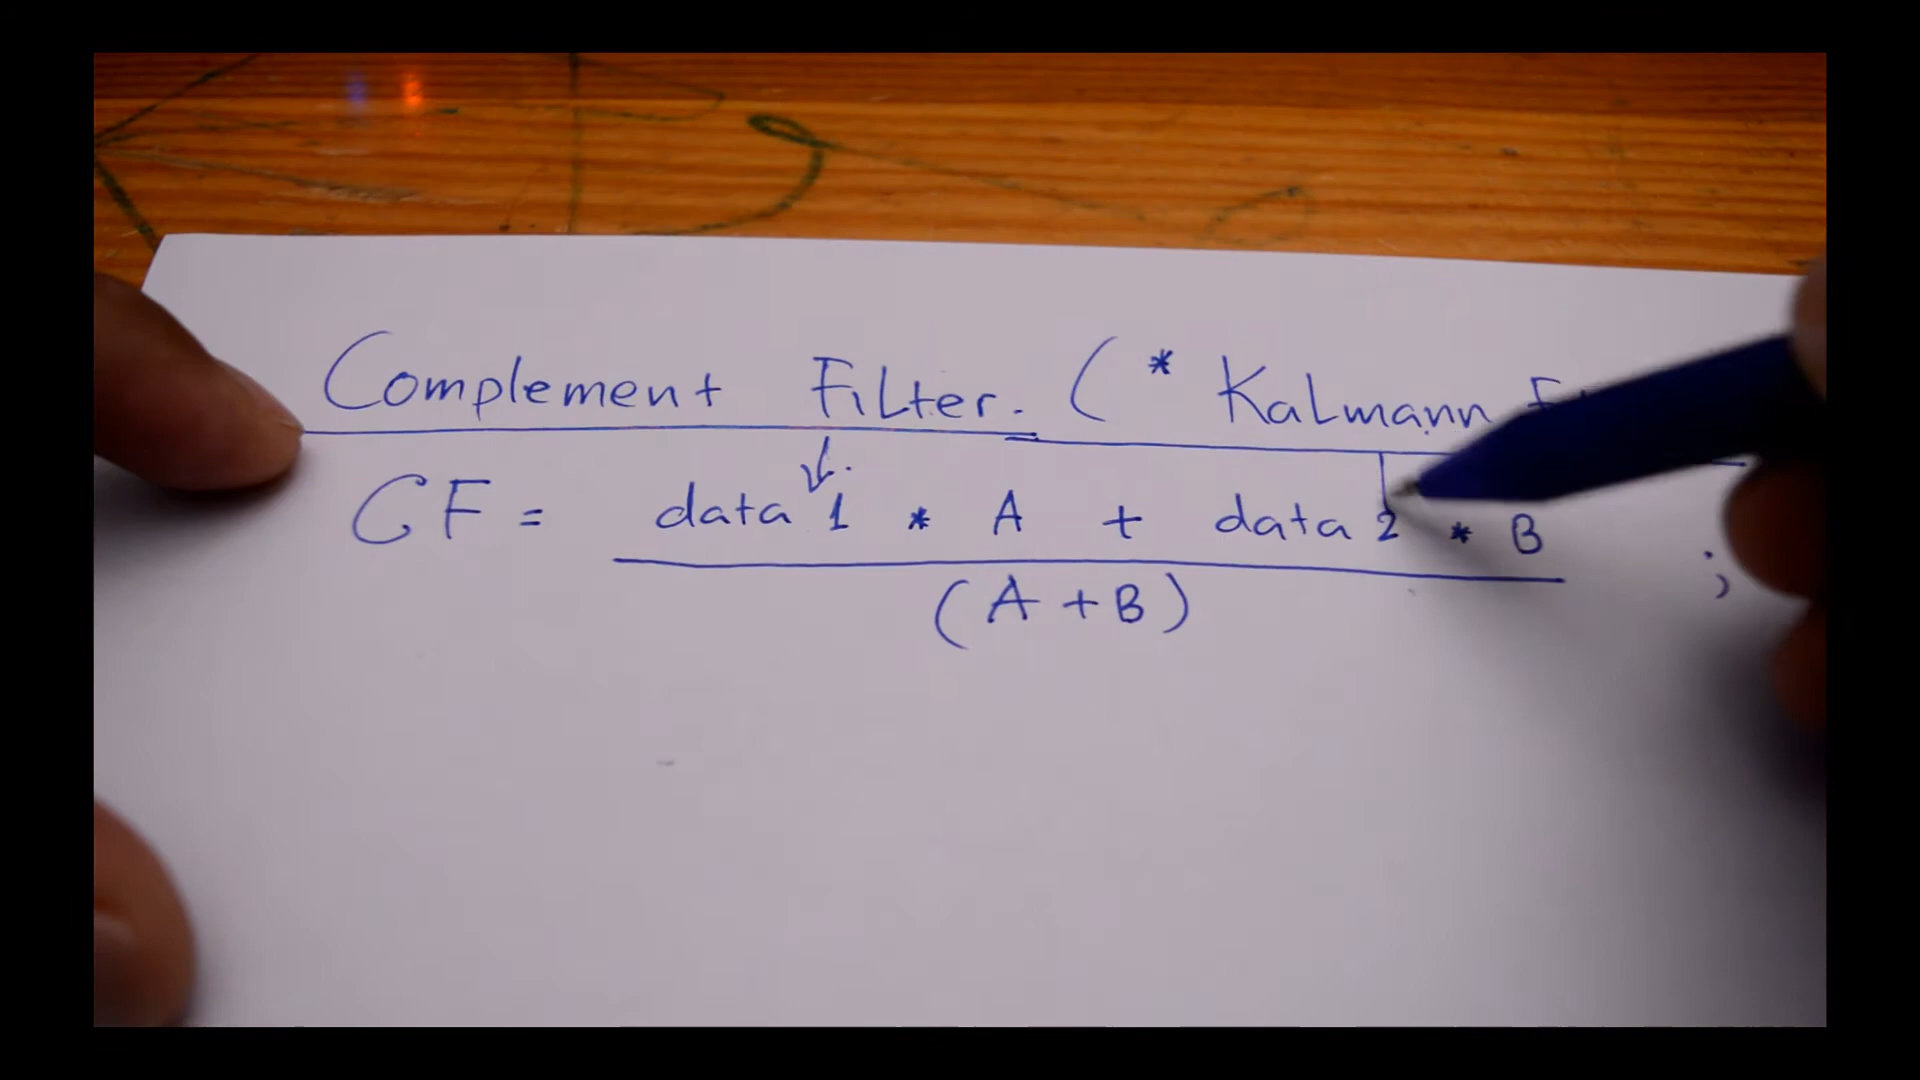 Complement Filter. (* Kalmann
CF = data 1 * A + data 2 * B ;
(A + B)